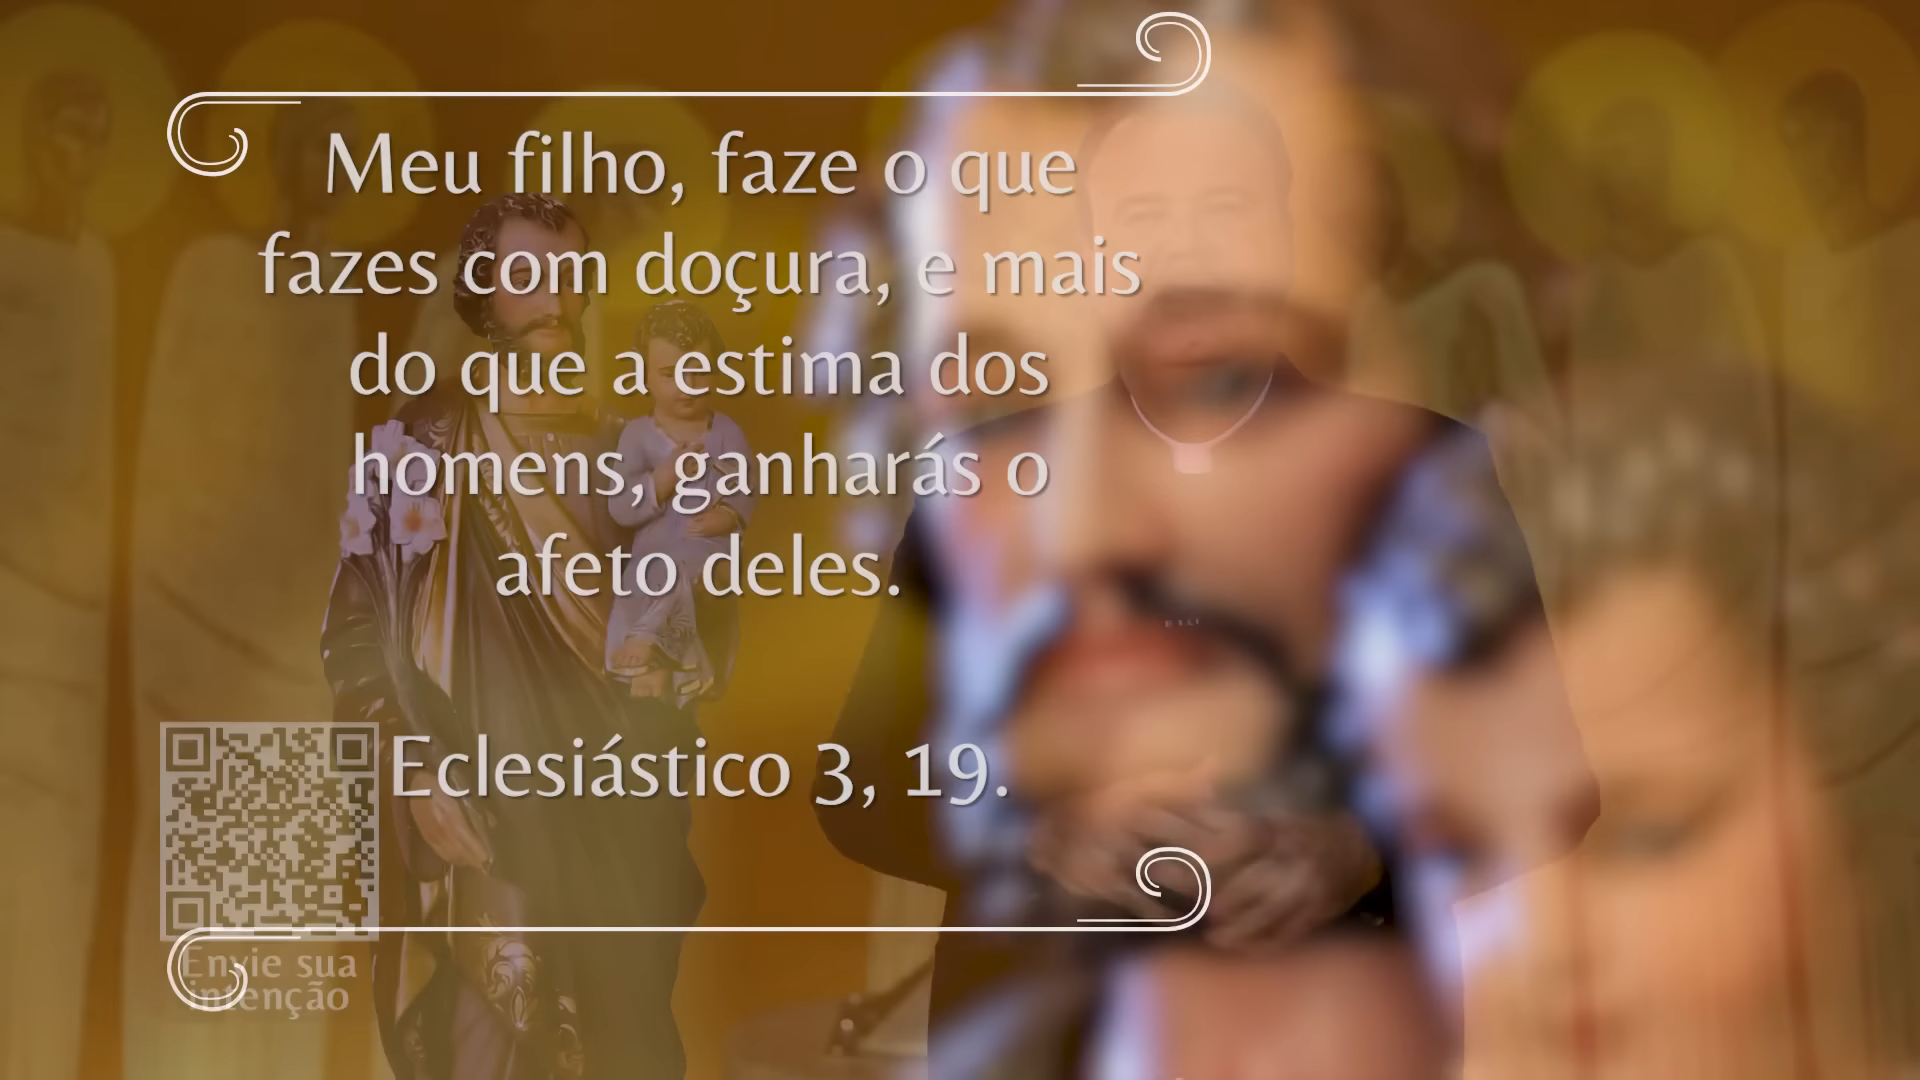 Meu filho, faze o que
fazes com doçura, e mais
do que a estima dos
homens, ganharás o
afeto deles.
Eclesiástico 3, 19.
Envie sua
intenção